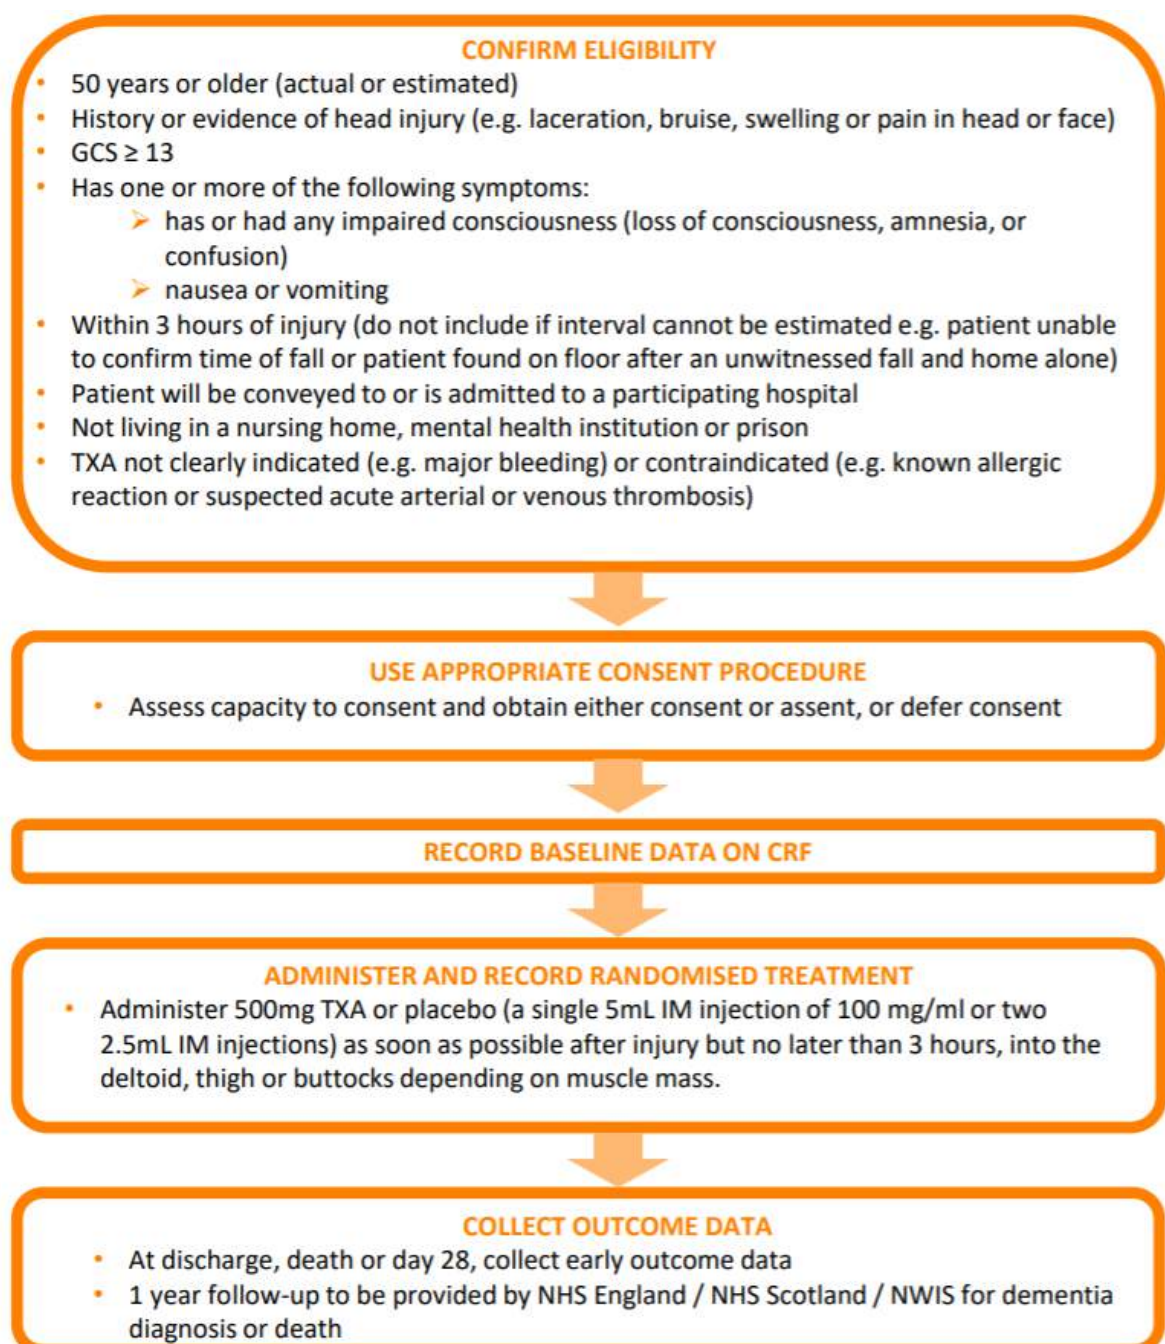 CONFIRM ELIGIBILITY
• 50 years or older (actual or estimated)
• History or evidence of head injury (e.g. laceration, bruise, swelling or pain in head or face)
• GCS ≥ 13
• Has one or more of the following symptoms:
➢ has or had any impaired consciousness (loss of consciousness, amnesia, or
confusion)
➢ nausea or vomiting
• Within 3 hours of injury (do not include if interval cannot be estimated e.g. patient unable
to confirm time of fall or patient found on floor after an unwitnessed fall and home alone)
• Patient will be conveyed to or is admitted to a participating hospital
• Not living in a nursing home, mental health institution or prison
• TXA not clearly indicated (e.g. major bleeding) or contraindicated (e.g. known allergic
reaction or suspected acute arterial or venous thrombosis)
USE APPROPRIATE CONSENT PROCEDURE
• Assess capacity to consent and obtain either consent or assent, or defer consent
RECORD BASELINE DATA ON CRF
ADMINISTER AND RECORD RANDOMISED TREATMENT
• Administer 500mg TXA or placebo (a single 5mL IM injection of 100 mg/ml or two
2.5mL IM injections) as soon as possible after injury but no later than 3 hours, into the
deltoid, thigh or buttocks depending on muscle mass.
COLLECT OUTCOME DATA
• At discharge, death or day 28, collect early outcome data
• 1 year follow-up to be provided by NHS England / NHS Scotland / NWIS for dementia
diagnosis or death